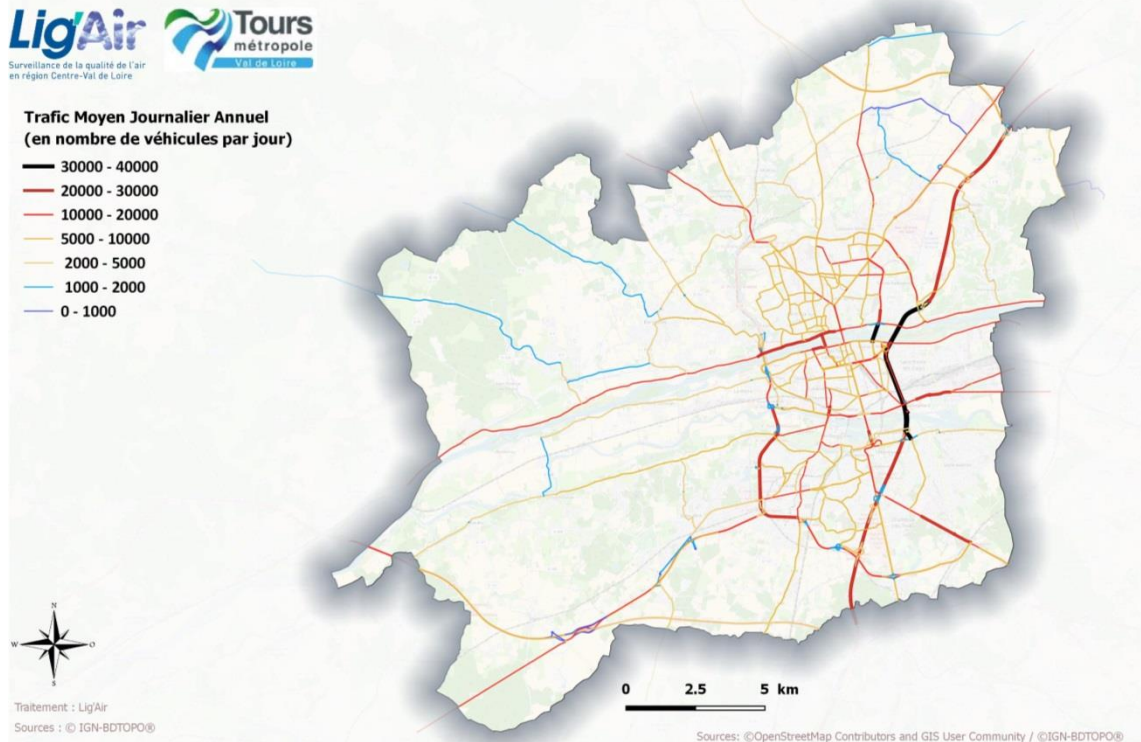 Lig'Air
Surveillance de la qualité de l'air
en région Centre-Val de Loire
Tours
métropole
Val de Loire
Trafic Moyen Journalier Annuel
(en nombre de véhicules par jour)
30000 - 40000
20000 - 30000
10000 - 20000
5000 - 10000
2000 - 5000
1000 - 2000
0 - 1000
N
W
O
S
0 2.5 5 km
Traitement : Lig'Air
Sources : © IGN-BDTOPO®
Sources: ©OpenStreetMap Contributors and GIS User Community / ©IGN-BDTOPO®